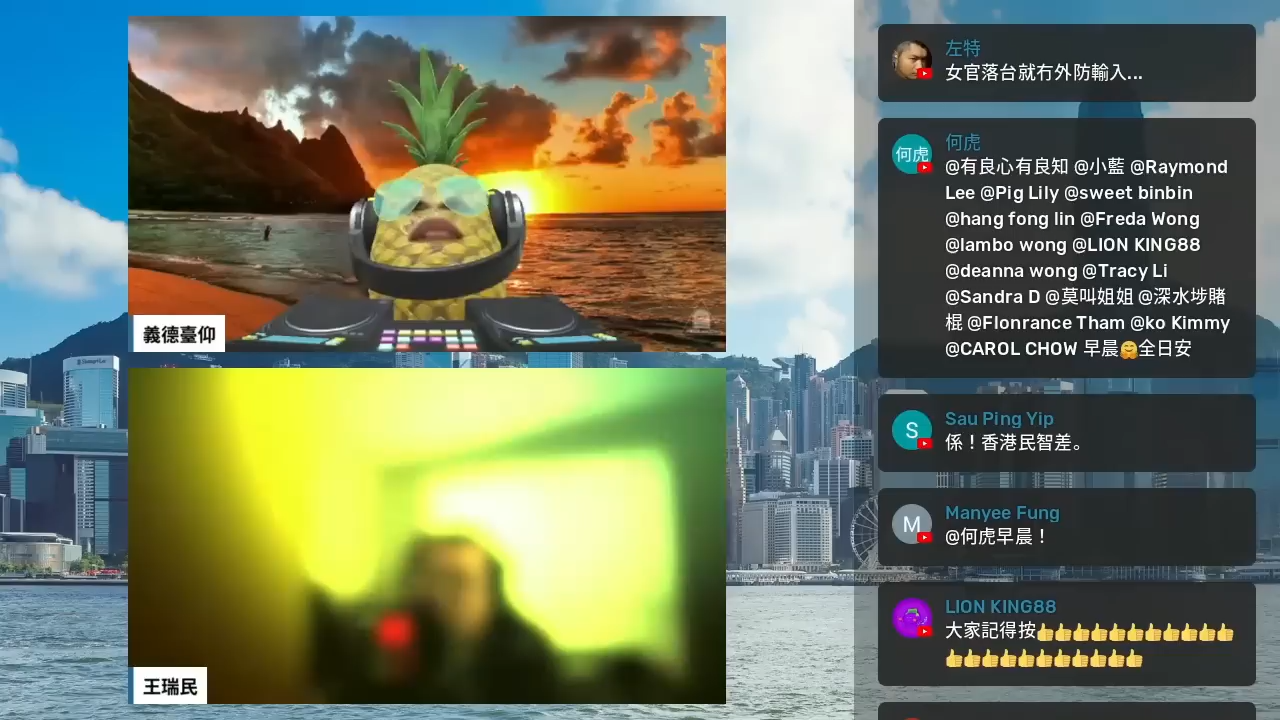 義德臺仰
王瑞民
左特
女官落台就冇外防輸入...
何虎
何虎
@有良心有良知 @小藍 @Raymond
Lee @Pig Lily @sweet binbin
@hang fong lin @Freda Wong
@lambo wong @LION KING88
@deanna wong @Tracy Li
@Sandra D @莫叫姐姐 @深水埗賭
棍 @Flonrance Tham @ko Kimmy
@CAROL CHOW 早晨🤗全日安
S
Sau Ping Yip
係！香港民智差。
M
Manyee Fung
@何虎早晨！
LION KING88
大家記得按👍👍👍👍👍👍👍👍👍👍👍
👍👍👍👍👍👍👍👍👍👍👍